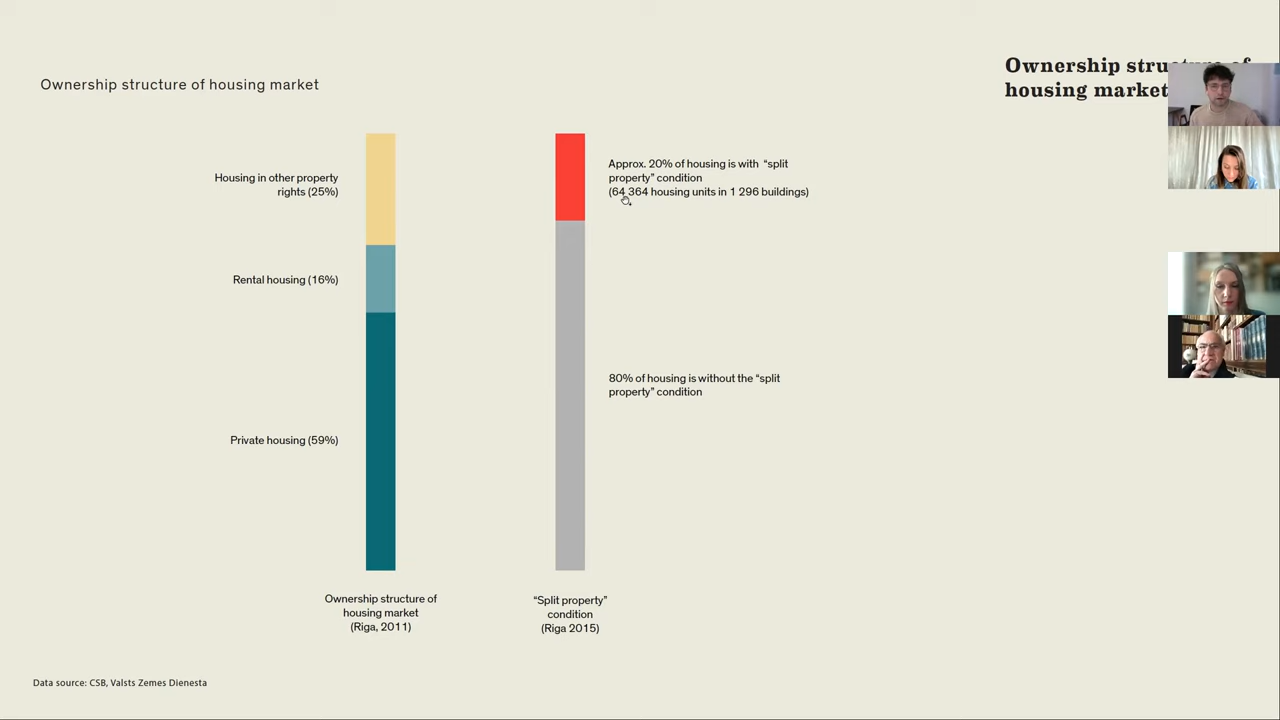 Ownership structure of
housing market
Ownership structure of housing market
Housing in other property
rights (25%)
Rental housing (16%)
Private housing (59%)
Approx. 20% of housing is with “split
property” condition
(64 364 housing units in 1 296 buildings)
80% of housing is without the “split
property” condition
Ownership structure of
housing market
(Riga, 2011)
“Split property”
condition
(Riga 2015)
Data source: CSB, Valsts Zemes Dienesta